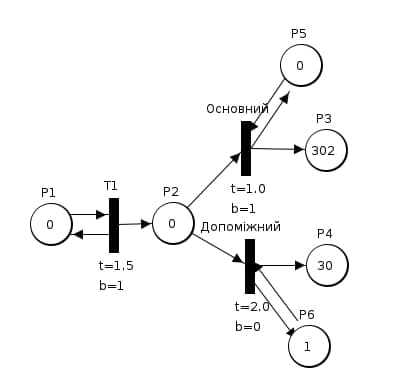 P5
0
Основний
P3
302
t=1.0
b=1
P1
0
T1
t=1.5
b=1
P2
0
Допоміжний
P4
30
t=2.0
b=0
P6
1